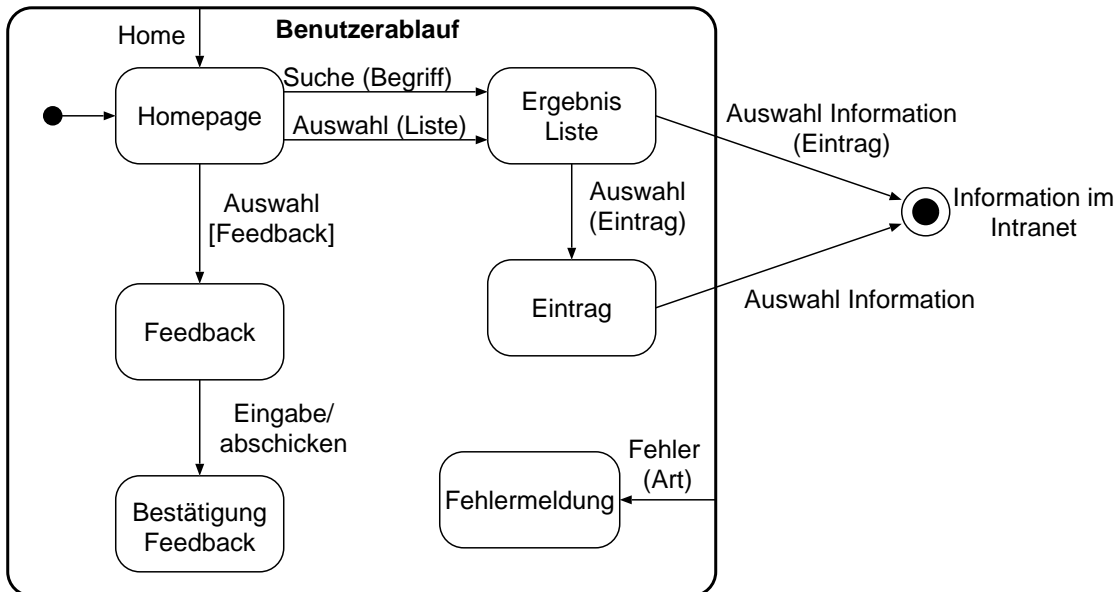 Home
Benutzerablauf
Homepage
Suche (Begriff)
Auswahl (Liste)
Ergebnis
Liste
Auswahl Information
(Eintrag)
Auswahl
[Feedback]
Auswahl
(Eintrag)
Information im
Intranet
Feedback
Eintrag
Auswahl Information
Eingabe/
abschicken
Fehler
(Art)
Bestätigung
Feedback
Fehlermeldung